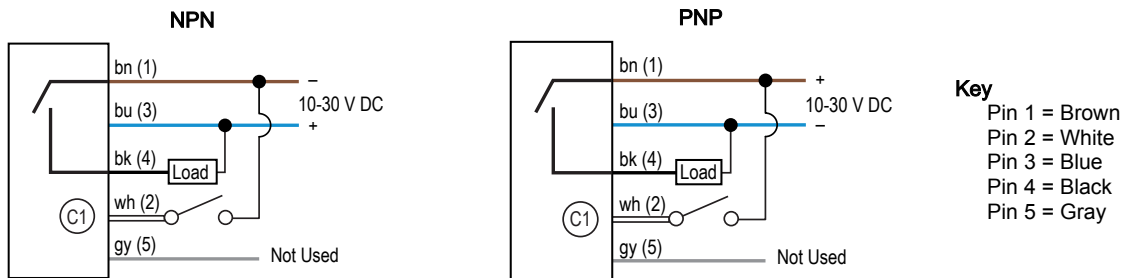 NPN
bn (1)
–
10-30 V DC
bu (3)
+
bk (4)
Load
wh (2)
C1
gy (5)
Not Used
PNP
bn (1)
+
10-30 V DC
bu (3)
–
bk (4)
Load
wh (2)
C1
gy (5)
Not Used
Key
Pin 1 = Brown
Pin 2 = White
Pin 3 = Blue
Pin 4 = Black
Pin 5 = Gray